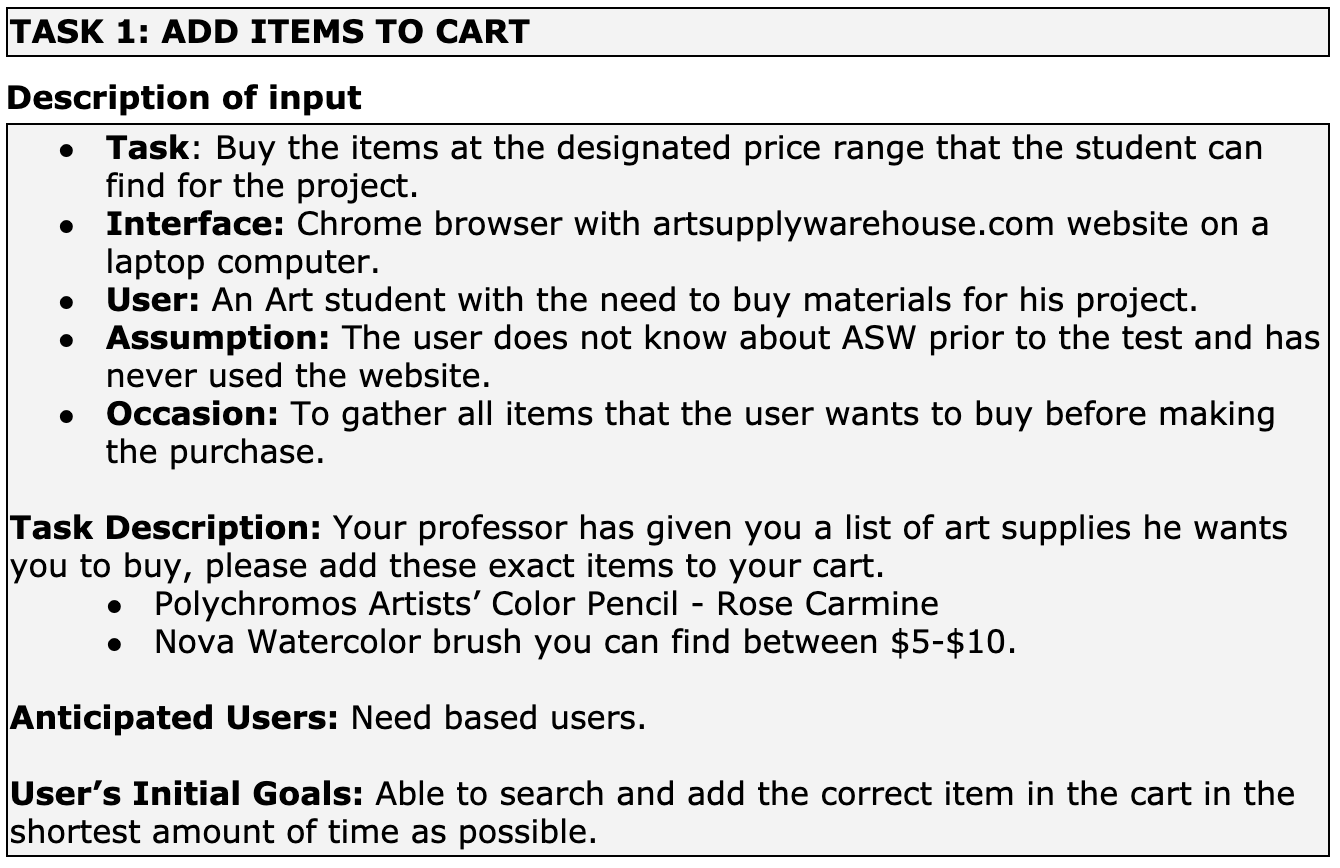 TASK 1: ADD ITEMS TO CART
Description of input
● Task: Buy the items at the designated price range that the student can
find for the project.
● Interface: Chrome browser with artsupplywarehouse.com website on a
laptop computer.
● User: An Art student with the need to buy materials for his project.
● Assumption: The user does not know about ASW prior to the test and has
never used the website.
● Occasion: To gather all items that the user wants to buy before making
the purchase.
Task Description: Your professor has given you a list of art supplies he wants
you to buy, please add these exact items to your cart.
● Polychromos Artists’ Color Pencil - Rose Carmine
● Nova Watercolor brush you can find between $5-$10.
Anticipated Users: Need based users.
User’s Initial Goals: Able to search and add the correct item in the cart in the
shortest amount of time as possible.